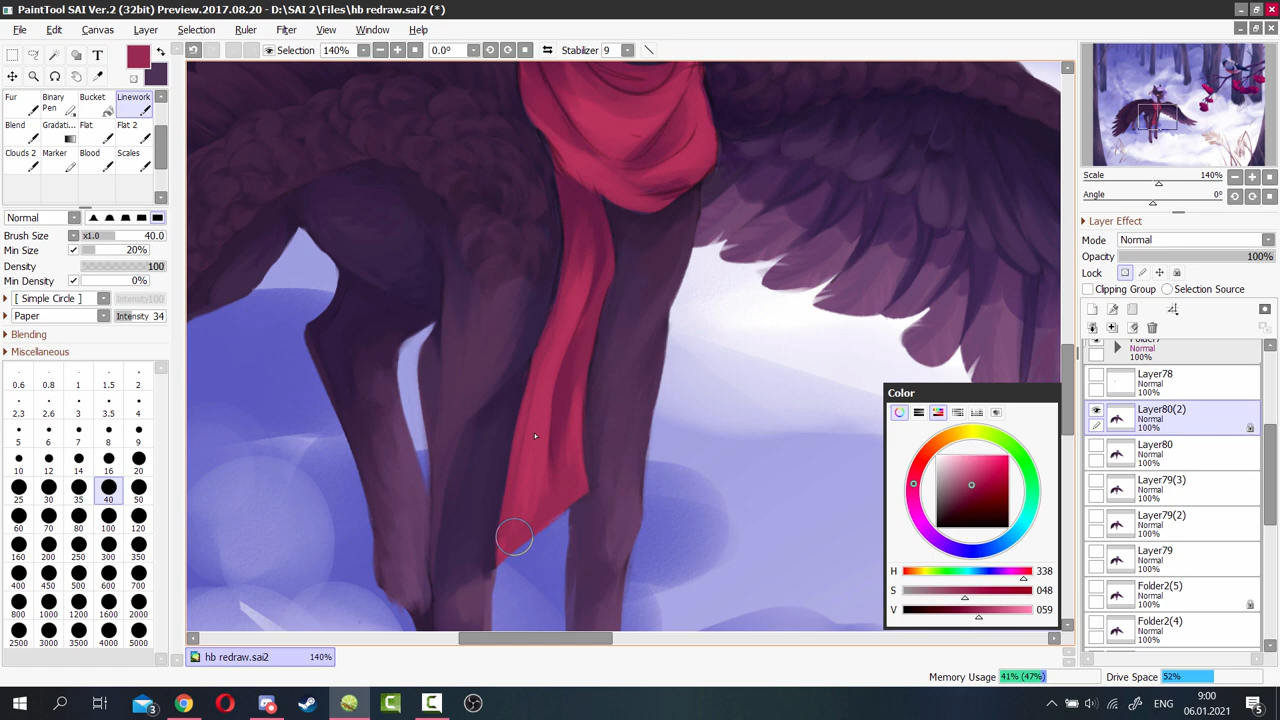 PaintTool SAI Ver.2 (32bit) Preview.2017.08.20 - D:\SAI 2\Files\hb redraw.sai2 (*)
File Edit Canvas Layer Selection Ruler Filter View Window Help
Selection 140% 0.0° Stabilizer 9
T
Fur Binary Pen Bucket Linework
Blend Gradati... Flat Flat 2
Clouds 2 Marker Blood Scales
Normal
Brush Size x1.0 40.0
Min Size 20%
Density 100
Min Density 0%
[ Simple Circle ] Intensity 100
Paper Intensity 34
Blending
Miscellaneous
0.6 0.8 1 1.5 2
2.3 2.6 3 3.5 4
5 6 7 8 9
10 12 14 16 20
25 30 35 40 50
60 70 80 100 120
160 200 250 300 350
400 450 500 600 700
800 1000 1200 1600 2000
2500 3000 3500 4000 5000
Scale 140%
Angle 0°
Layer Effect
Mode Normal
Opacity 100%
Lock
Clipping Group Selection Source
Normal
100%
Layer78
Normal
100%
Layer80(2)
Normal
100%
Layer80
Normal
100%
Layer79(3)
Normal
100%
Layer79(2)
Normal
100%
Layer79
Normal
100%
Folder2(5)
Normal
100%
Folder2(4)
Normal
100%
Color
H 338
S 048
V 059
hb redraw.sai2 140%
Memory Usage 41% (47%) Drive Space 52%
3
8
ENG
9:00
06.01.2021
5